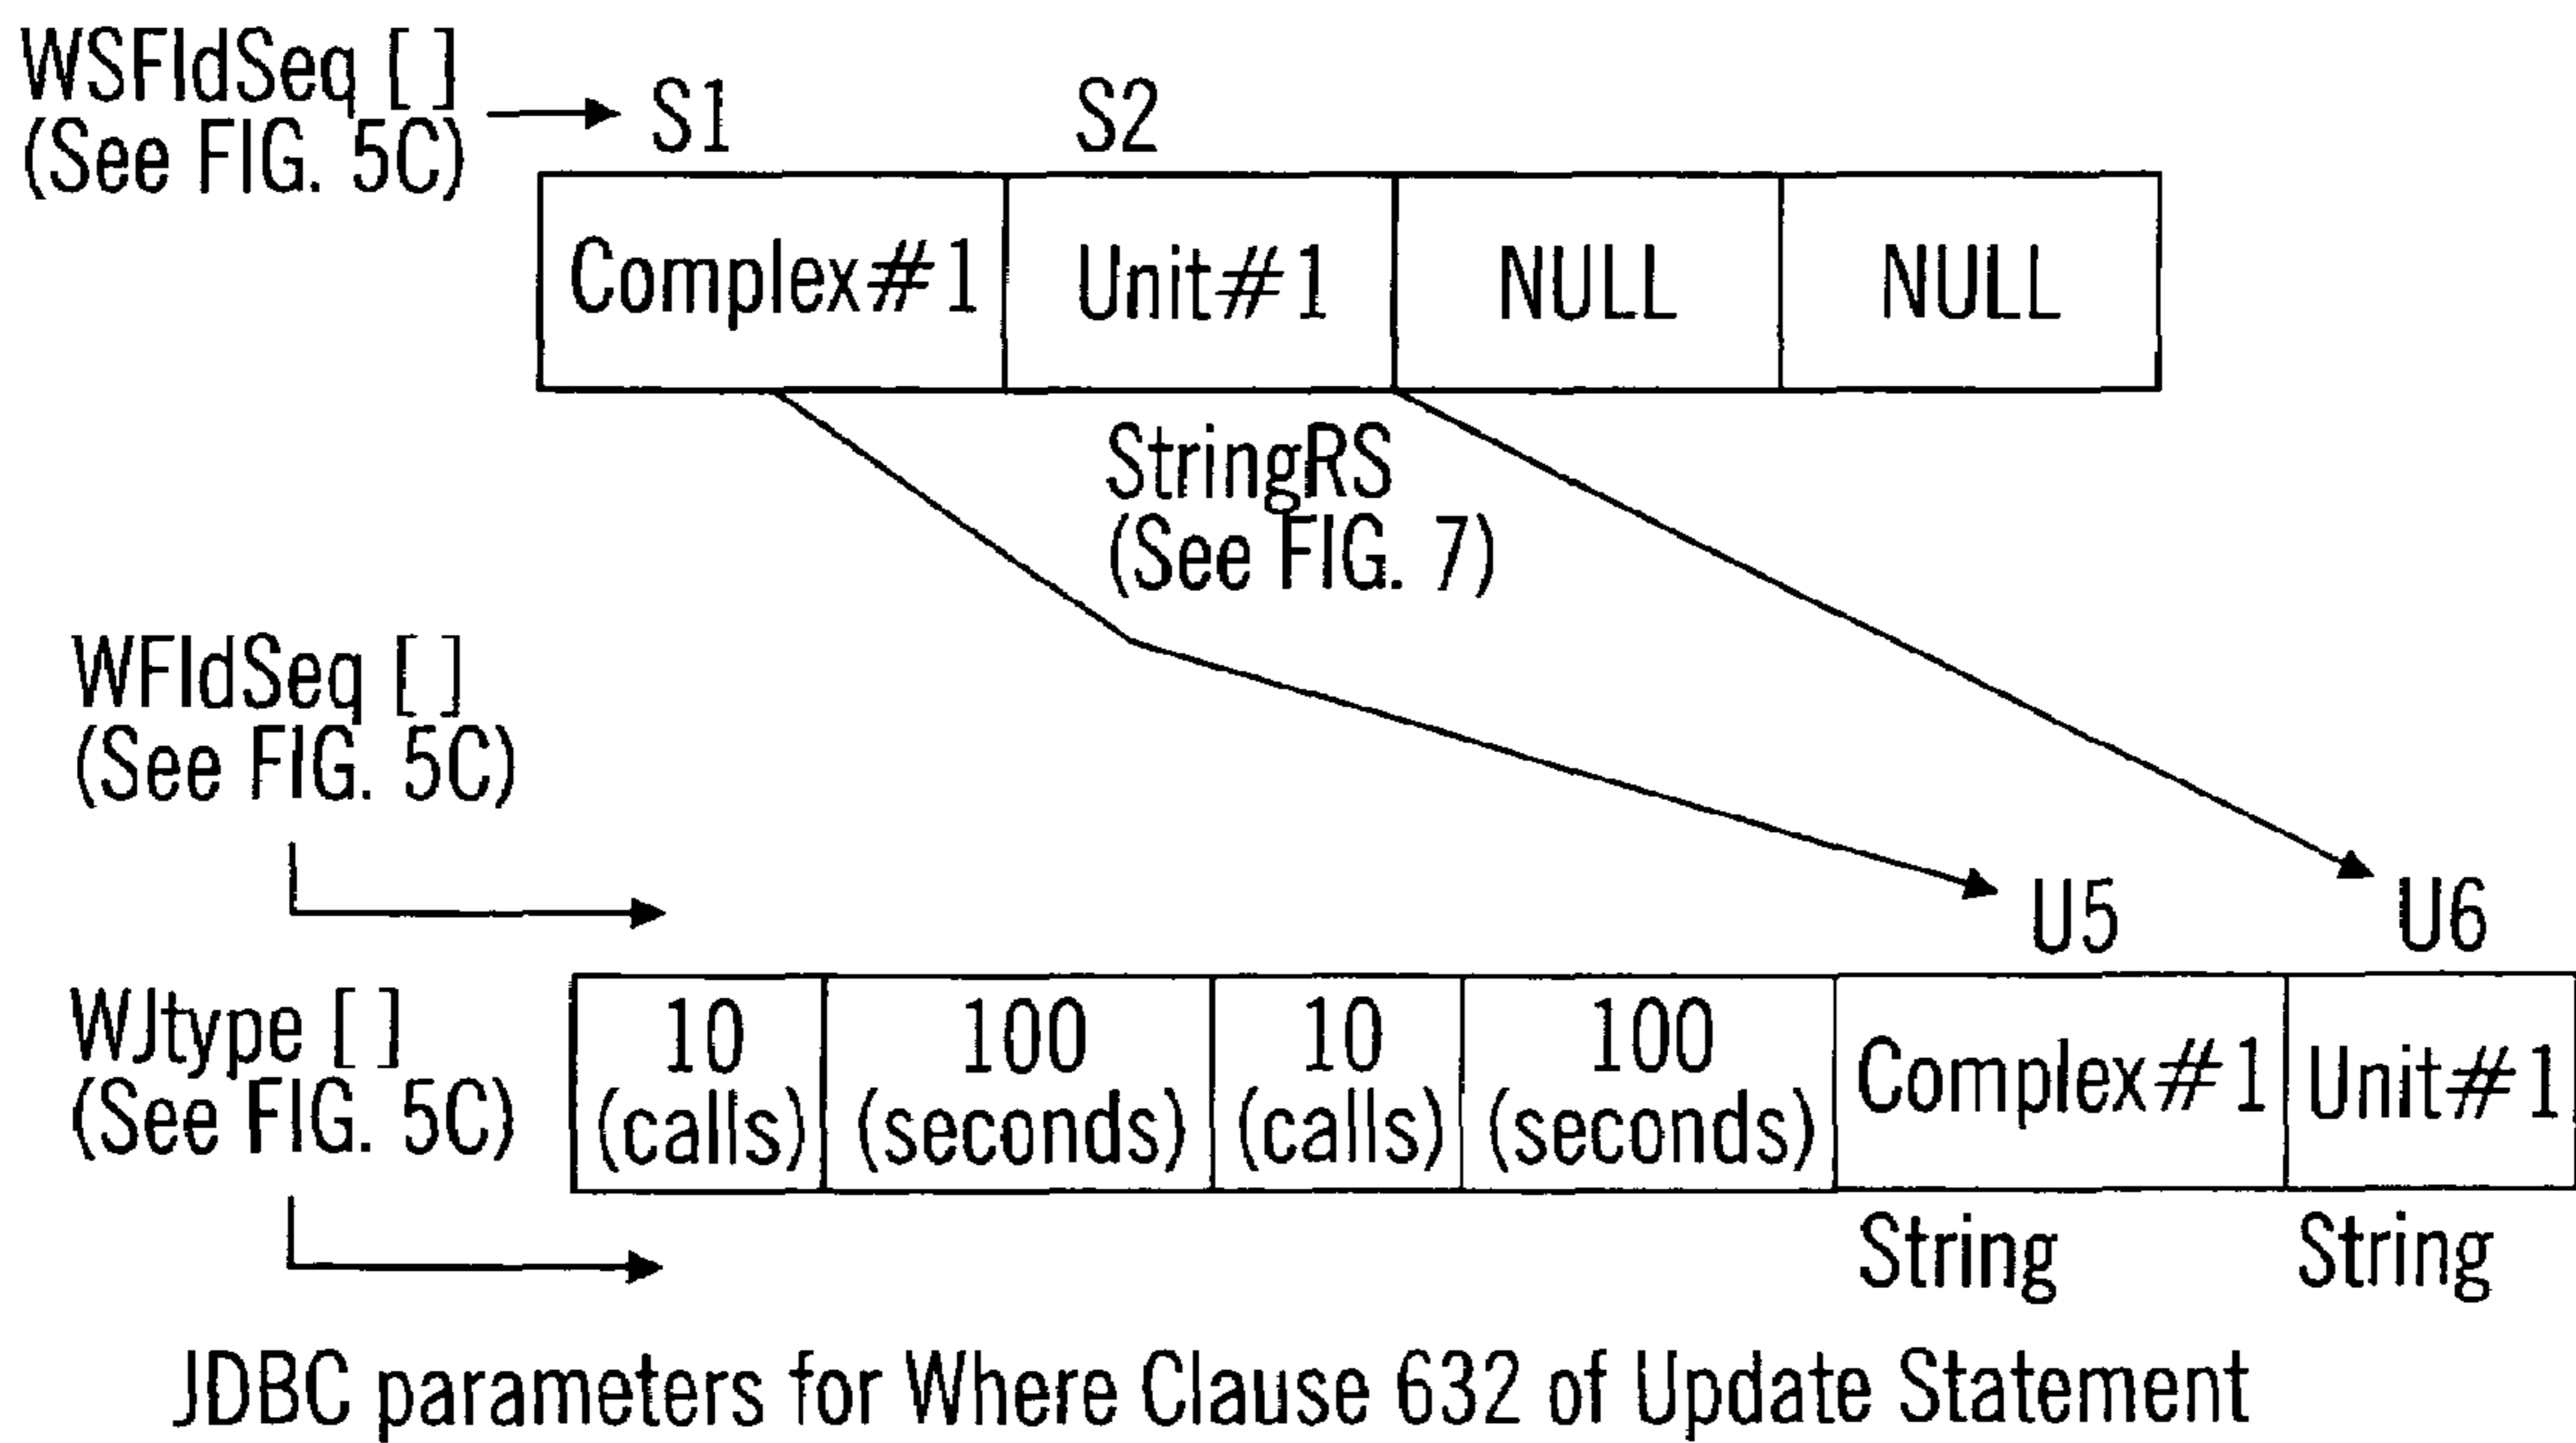 WSFldSeq [ ]
(See FIG. 5C)
S1
S2
Complex#1
Unit#1
NULL
NULL
StringRS
(See FIG. 7)
WFldSeq [ ]
(See FIG. 5C)
U5
U6
WJtype [ ]
(See FIG. 5C)
10
(calls)
100
(seconds)
10
(calls)
100
(seconds)
Complex#1
Unit#1
String
String
JDBC parameters for Where Clause 632 of Update Statement